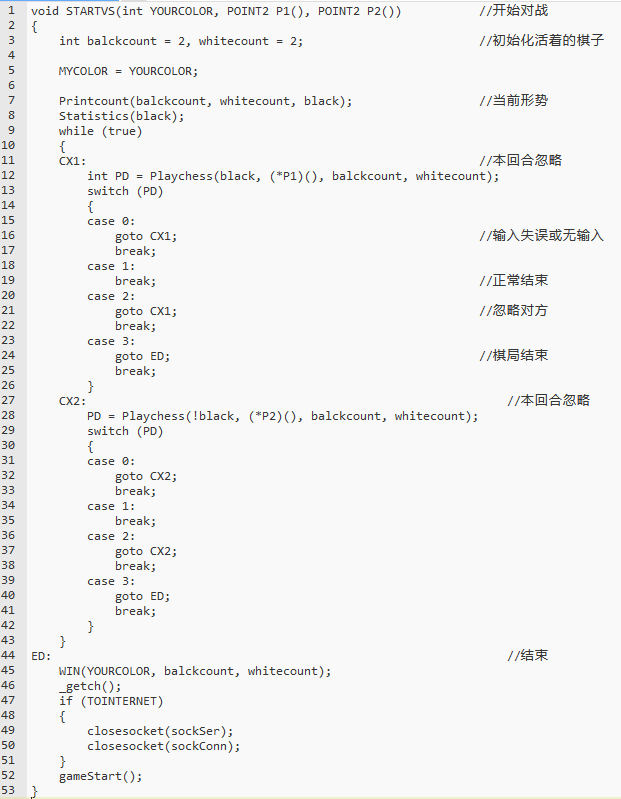 1 void STARTVS(int YOURCOLOR, POINT2 P1(), POINT2 P2()) //开始对战
2 {
3 int balckcount = 2, whitecount = 2; //初始化活着的棋子
4
5 MYCOLOR = YOURCOLOR;
6
7 Printcount(balckcount, whitecount, black); //当前形势
8 Statistics(black);
9 while (true)
10 {
11 CX1: //本回合忽略
12 int PD = Playchess(black, (*P1)(), balckcount, whitecount);
13 switch (PD)
14 {
15 case 0:
16 goto CX1; //输入失误或无输入
17 break;
18 case 1:
19 break; //正常结束
20 case 2:
21 goto CX1; //忽略对方
22 break;
23 case 3:
24 goto ED; //棋局结束
25 break;
26 }
27 CX2: //本回合忽略
28 PD = Playchess(!black, (*P2)(), balckcount, whitecount);
29 switch (PD)
30 {
31 case 0:
32 goto CX2;
33 break;
34 case 1:
35 break;
36 case 2:
37 goto CX2;
38 break;
39 case 3:
40 goto ED;
41 break;
42 }
43 }
44 ED: //结束
45 WIN(YOURCOLOR, balckcount, whitecount);
46 _getch();
47 if (TOINTERNET)
48 {
49 closesocket(sockSer);
50 closesocket(sockConn);
51 }
52 gameStart();
53 }